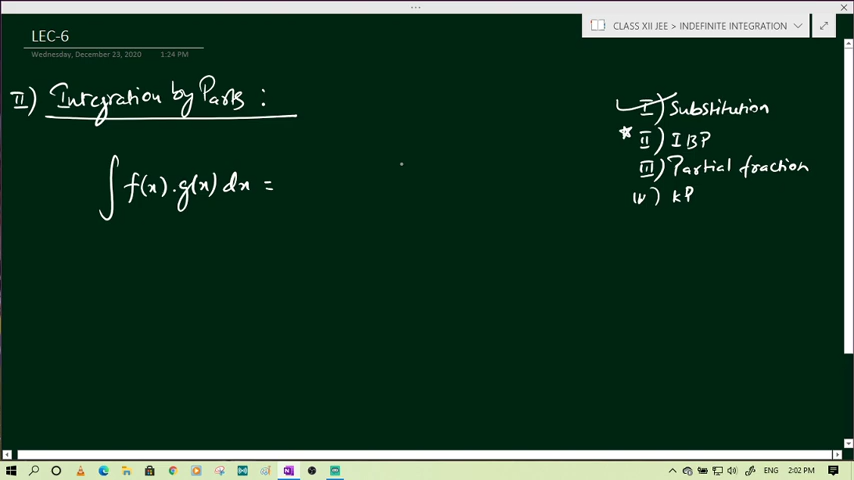 CLASS XII JEE > INDEFINITE INTEGRATION
LEC-6
Wednesday, December 23, 2020 1:24 PM
II) Integration by Parts :
∫ f(x).g(x) dx =
I) Substitution
II) IBP
III) Partial fraction
IV) KP
ENG 2:02 PM